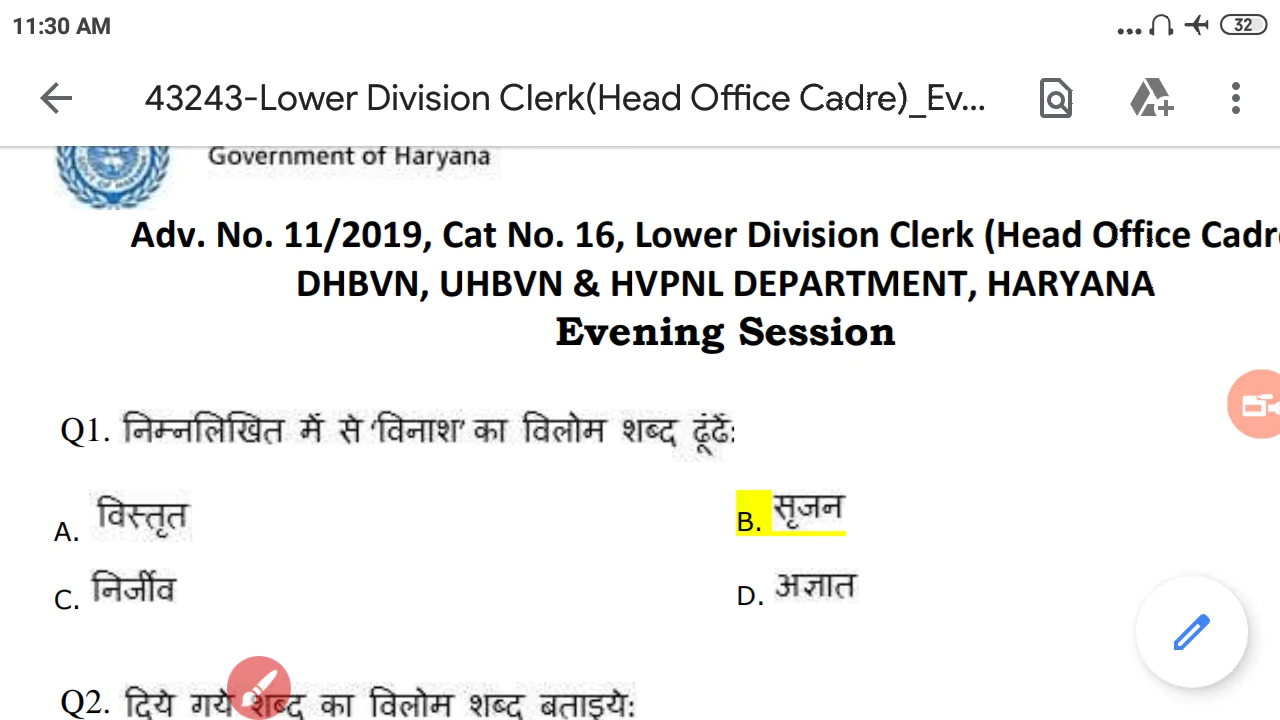 11:30 AM
32
43243-Lower Division Clerk(Head Office Cadre)_Ev...
Government of Haryana
Adv. No. 11/2019, Cat No. 16, Lower Division Clerk (Head Office Cadr
DHBVN, UHBVN & HVPNL DEPARTMENT, HARYANA
Evening Session
Q1. निम्नलिखित में से ‘विनाश’ का विलोम शब्द ढूंढें:
A. विस्तृत B. सृजन
C. निर्जीव D. अज्ञात
Q2. दिये गये शब्द का विलोम शब्द बताइये: